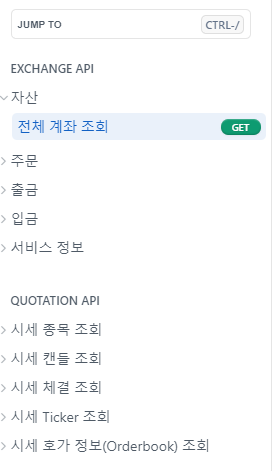 JUMP TO CTRL-/
EXCHANGE API
자산
전체 계좌 조회 GET
주문
출금
입금
서비스 정보
QUOTATION API
시세 종목 조회
시세 캔들 조회
시세 체결 조회
시세 Ticker 조회
시세 호가 정보(Orderbook) 조회